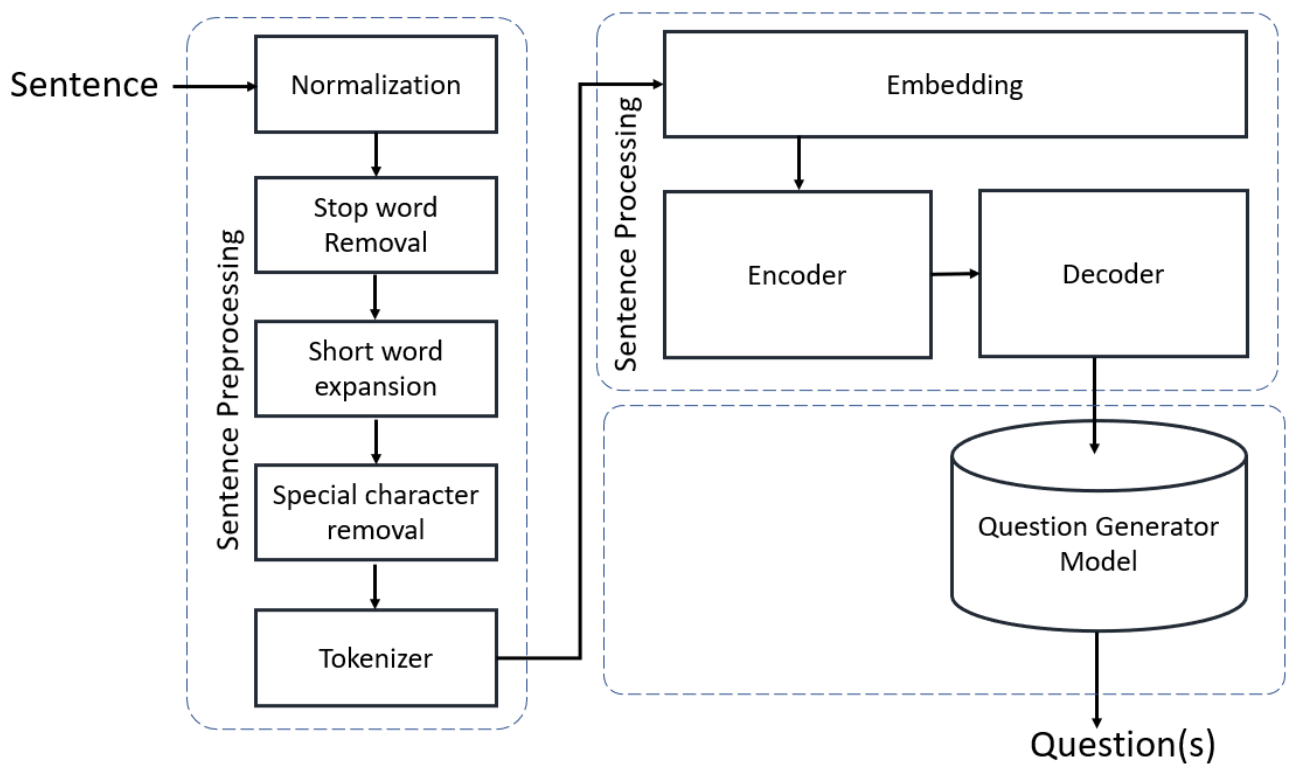 Sentence
Normalization
Stop word
Removal
Short word
expansion
Special character
removal
Tokenizer
Sentence Preprocessing
Embedding
Encoder
Decoder
Sentence Processing
Question Generator
Model
Question(s)